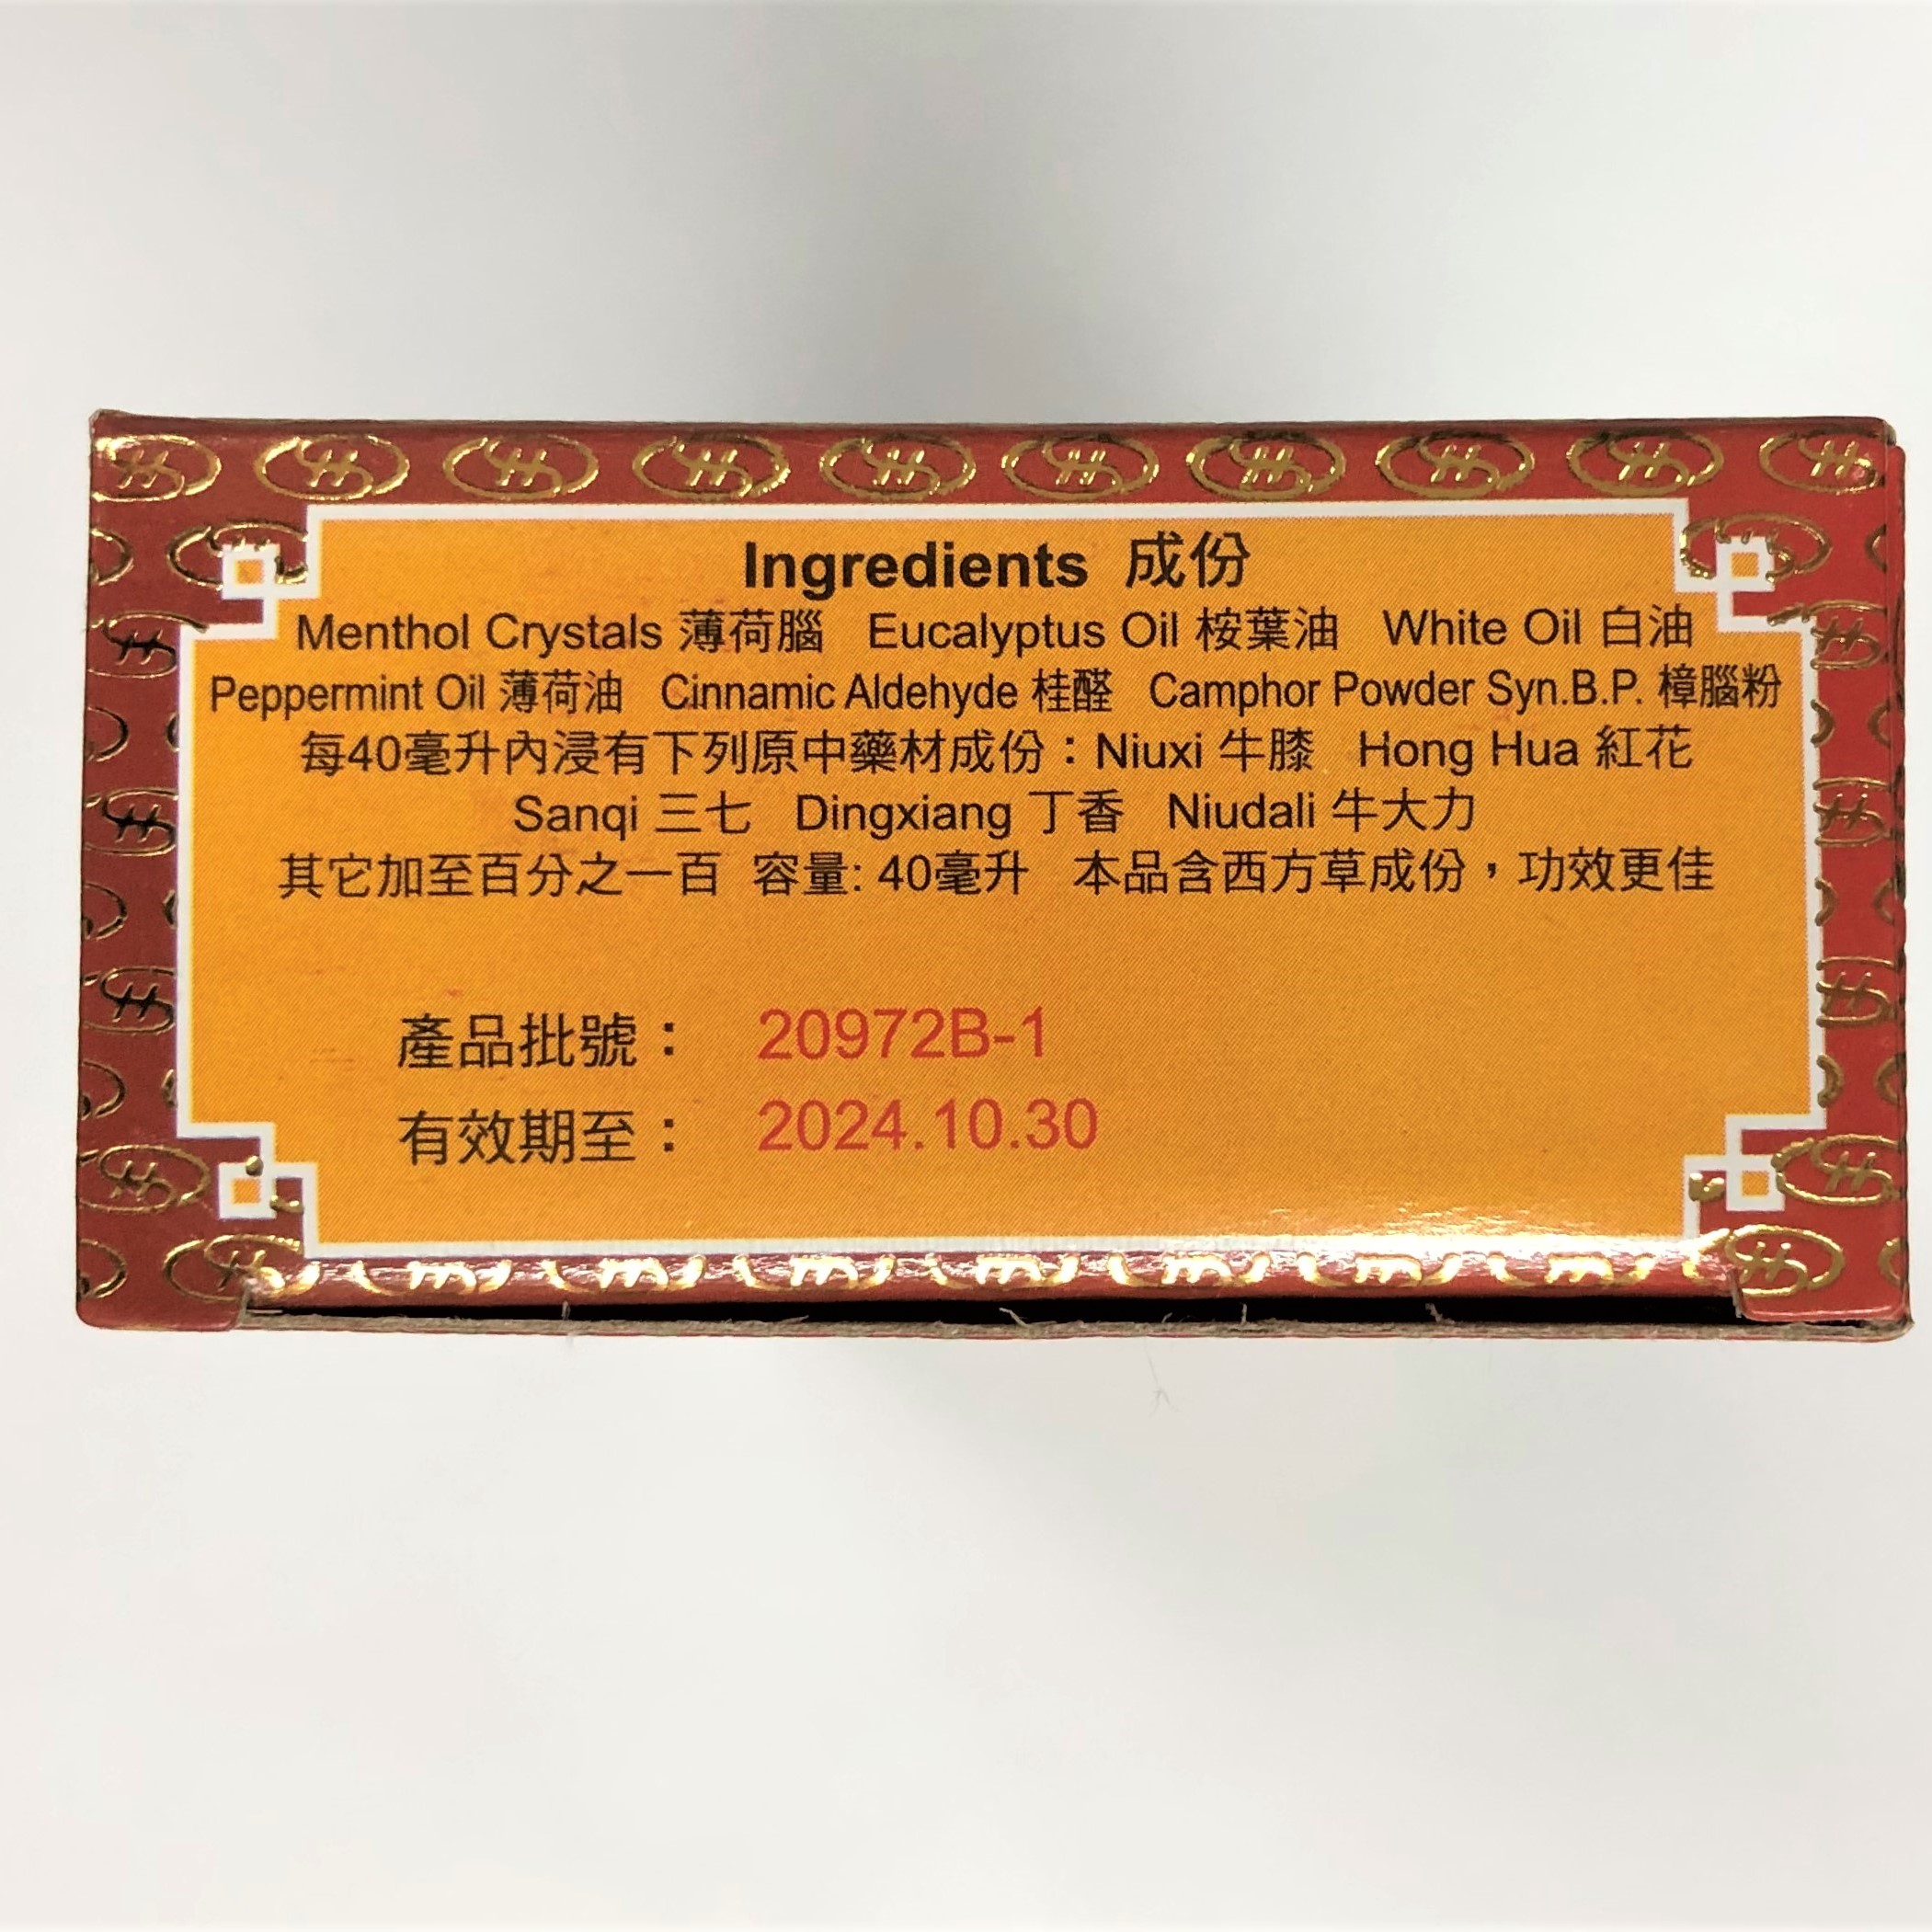 Ingredients 成份
Menthol Crystals 薄荷腦 Eucalyptus Oil 桉葉油 White Oil 白油
Peppermint Oil 薄荷油 Cinnamic Aldehyde 桂醛 Camphor Powder Syn.B.P. 樟腦粉
每40毫升內浸有下列原中藥材成份：Niuxi 牛膝 Hong Hua 紅花
Sanqi 三七 Dingxiang 丁香 Niudali 牛大力
其它加至百分之一百 容量: 40毫升 本品含西方草成份，功效更佳
產品批號： 20972B-1
有效期至： 2024.10.30